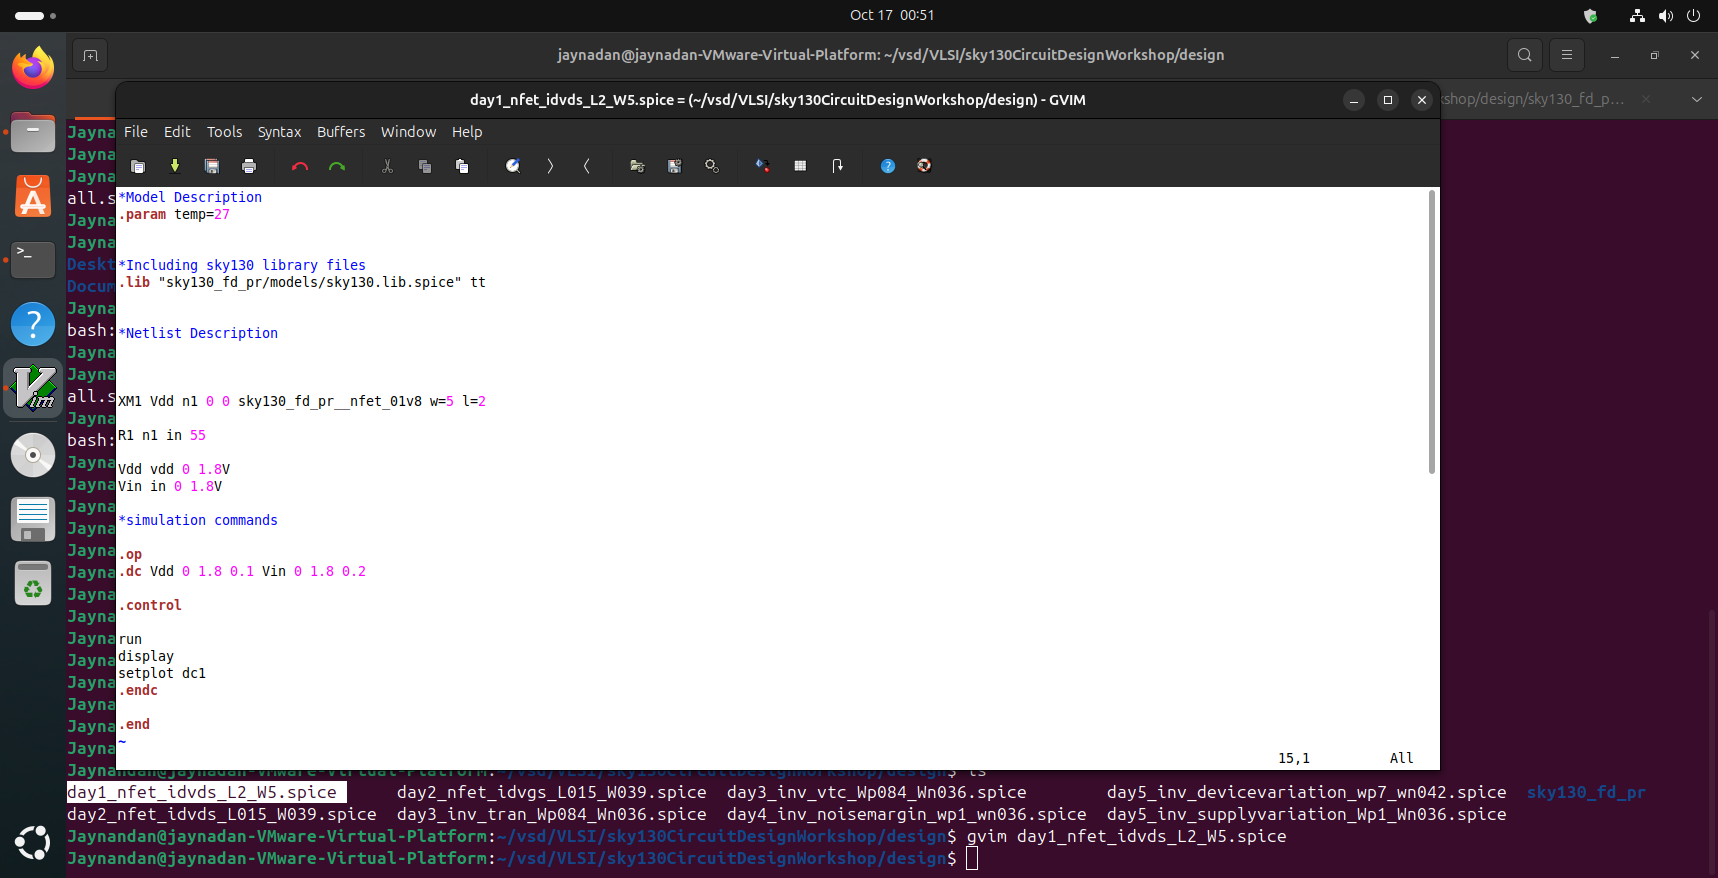 Oct 17 00:51
jaynadan@jaynadan-VMware-Virtual-Platform: ~/vsd/VLSI/sky130CircuitDesignWorkshop/design
day1_nfet_idvds_L2_W5.spice = (~/vsd/VLSI/sky130CircuitDesignWorkshop/design) - GVIM
kshop/design/sky130_fd_p...
File Edit Tools Syntax Buffers Window Help
*Model Description
.param temp=27
*Including sky130 library files
.lib "sky130_fd_pr/models/sky130.lib.spice" tt
*Netlist Description
XM1 Vdd n1 0 0 sky130_fd_pr__nfet_01v8 w=5 l=2
R1 n1 in 55
Vdd vdd 0 1.8V
Vin in 0 1.8V
*simulation commands
.op
.dc Vdd 0 1.8 0.1 Vin 0 1.8 0.2
.control
run
display
setplot dc1
.endc
.end
~
15,1 All
Jayna
Jayna
Jayna
all.s
Jayna
Jayna
Deskt
Docum
Jayna
bash:
Jayna
Jayna
all.s
Jayna
bash:
Jayna
Jayna
Jayna
Jayna
Jayna
Jayna
Jayna
Jayna
Jayna
Jayna
Jayna
Jayna
Jayna
Jayna
Jaynandan@jaynadan-VMware-Virtual-Platform:~/vsd/VLSI/sky130CircuitDesignWorkshop/design$ ls
day1_nfet_idvds_L2_W5.spice day2_nfet_idvgs_L015_W039.spice day3_inv_vtc_Wp084_Wn036.spice day5_inv_devicevariation_wp7_wn042.spice sky130_fd_pr
day2_nfet_idvds_L015_W039.spice day3_inv_tran_Wp084_Wn036.spice day4_inv_noisemargin_wp1_wn036.spice day5_inv_supplyvariation_Wp1_Wn036.spice
Jaynandan@jaynadan-VMware-Virtual-Platform:~/vsd/VLSI/sky130CircuitDesignWorkshop/design$ gvim day1_nfet_idvds_L2_W5.spice
Jaynandan@jaynadan-VMware-Virtual-Platform:~/vsd/VLSI/sky130CircuitDesignWorkshop/design$